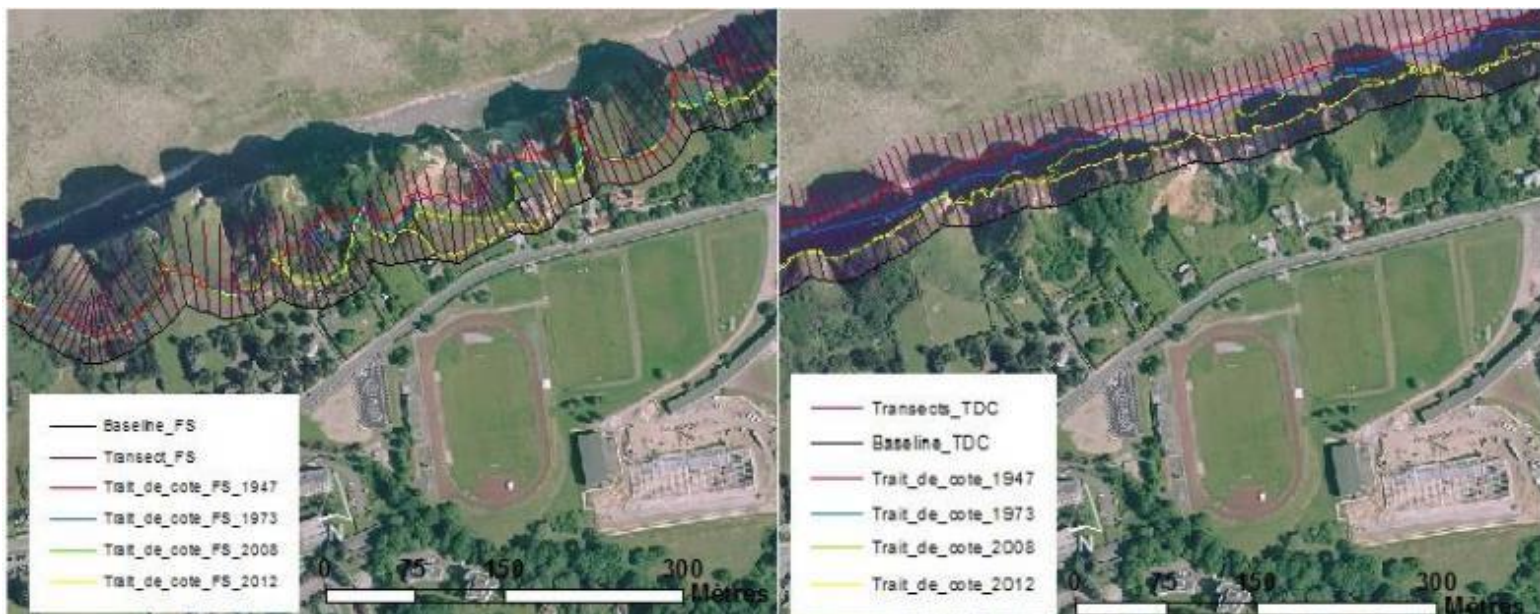 Baseline_FS
Transect_FS
Trait_de_cote_FS_1947
Trait_de_cote_FS_1973
Trait_de_cote_FS_2008
Trait_de_cote_FS_2012
N
0 75 150 300
Mètres
Transects_TDC
Baseline_TDC
Trait_de_cote_1947
Trait_de_cote_1973
Trait_de_cote_2008
Trait_de_cote_2012
N
0 75 150 300
Mètres